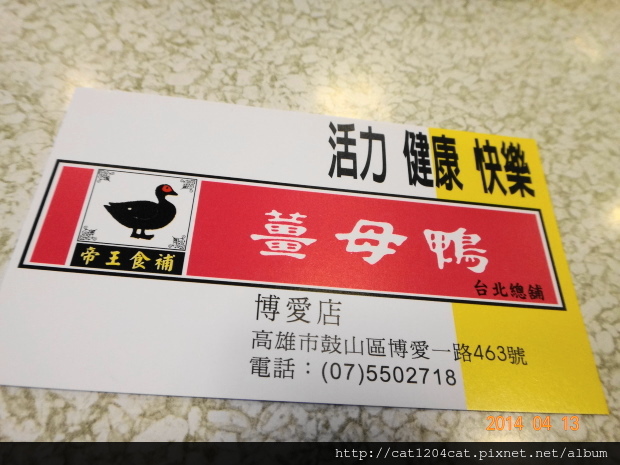 活力 健康 快樂
薑母鴨
帝王食補
台北總舖
博愛店
高雄市鼓山區博愛一路463號
電話：(07)5502718
2014 04 13
http://cat1204cat.pixnet.net/album